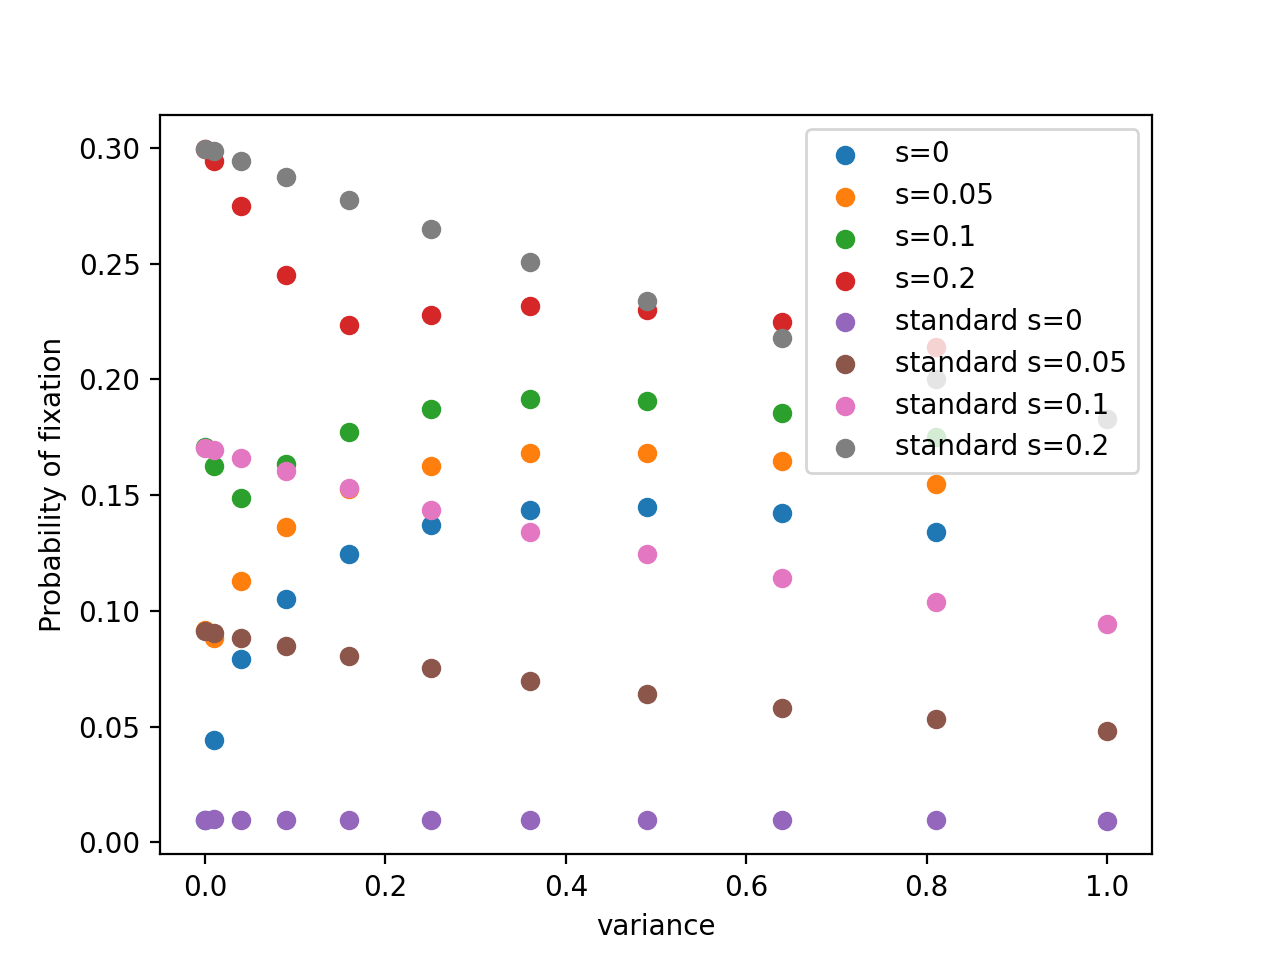 0.30
0.25
0.20
0.15
0.10
0.05
0.00
Probability of fixation
0.0 0.2 0.4 0.6 0.8 1.0
variance
s=0
s=0.05
s=0.1
s=0.2
standard s=0
standard s=0.05
standard s=0.1
standard s=0.2